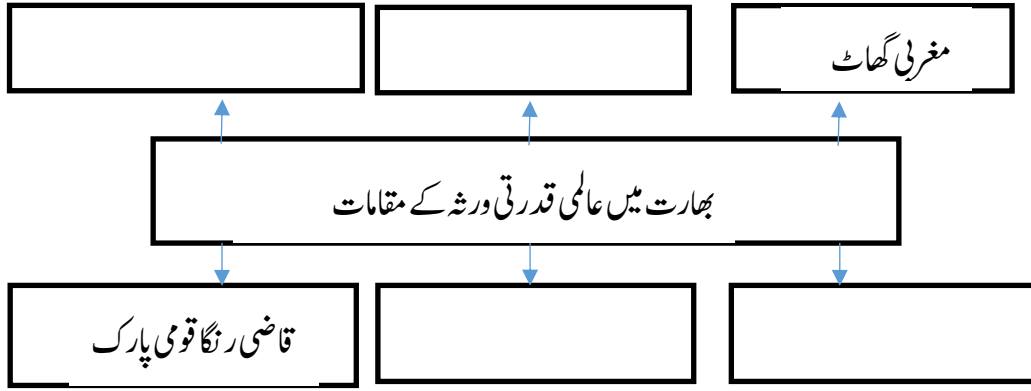 مغربی گھاٹ
بھارت میں عالمی قدرتی ورثہ کے مقامات
قاضی رنگا قومی پارک